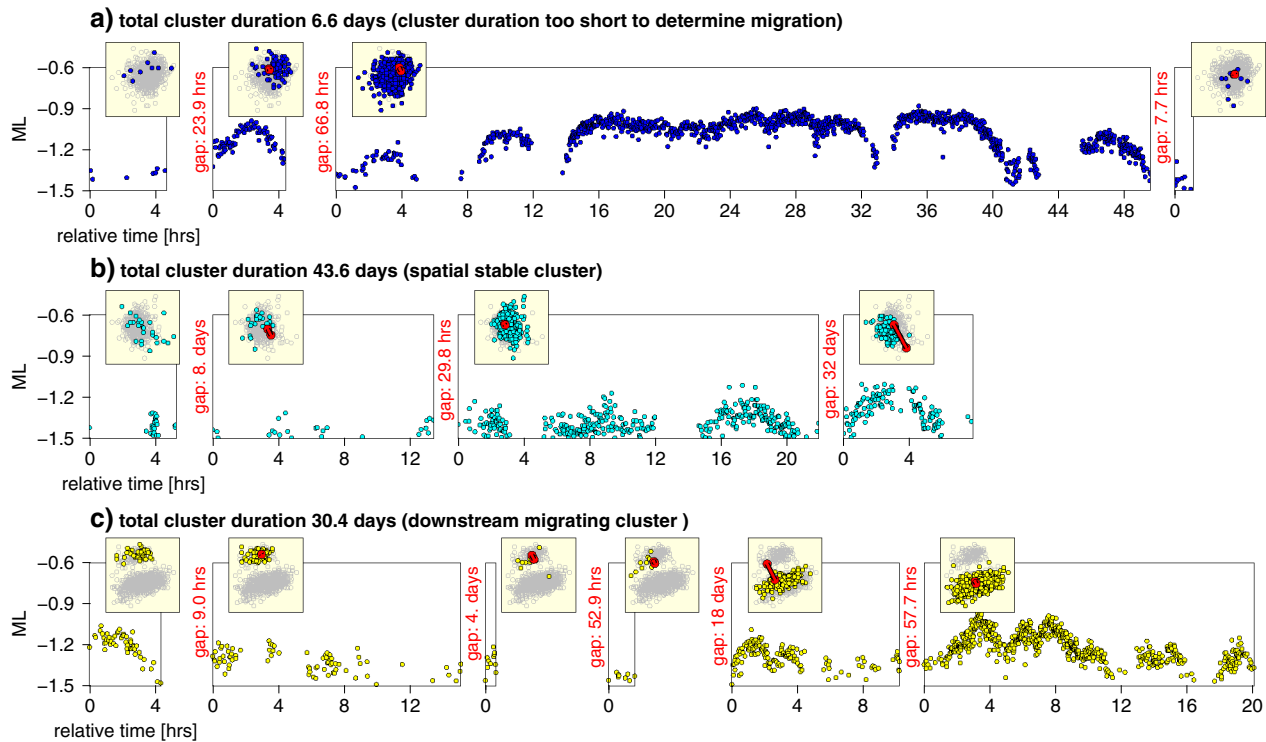 a) total cluster duration 6.6 days (cluster duration too short to determine migration)
ML
−0.6
−0.9
−1.2
−1.5
gap: 23.9 hrs
gap: 66.8 hrs
gap: 7.7 hrs
0 4 0 4 0 4 8 12 16 20 24 28 32 36 40 44 48 0
relative time [hrs]
b) total cluster duration 43.6 days (spatial stable cluster)
ML
−0.6
−0.9
−1.2
−1.5
gap: 8. days
gap: 29.8 hrs
gap: 32 days
0 4 0 4 8 12 0 4 8 12 16 20 0 4
relative time [hrs]
c) total cluster duration 30.4 days (downstream migrating cluster )
ML
−0.6
−0.9
−1.2
−1.5
gap: 9.0 hrs
gap: 4. days
gap: 52.9 hrs
gap: 18 days
gap: 57.7 hrs
0 4 0 4 8 12 0 0 0 4 8 0 4 8 12 16 20
relative time [hrs]